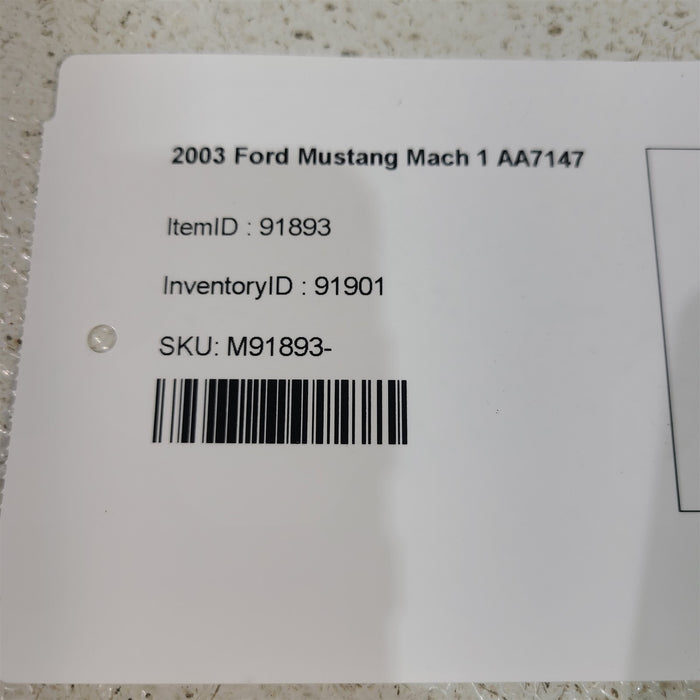 2003 Ford Mustang Mach 1 AA7147
ItemID : 91893
InventoryID : 91901
SKU: M91893-